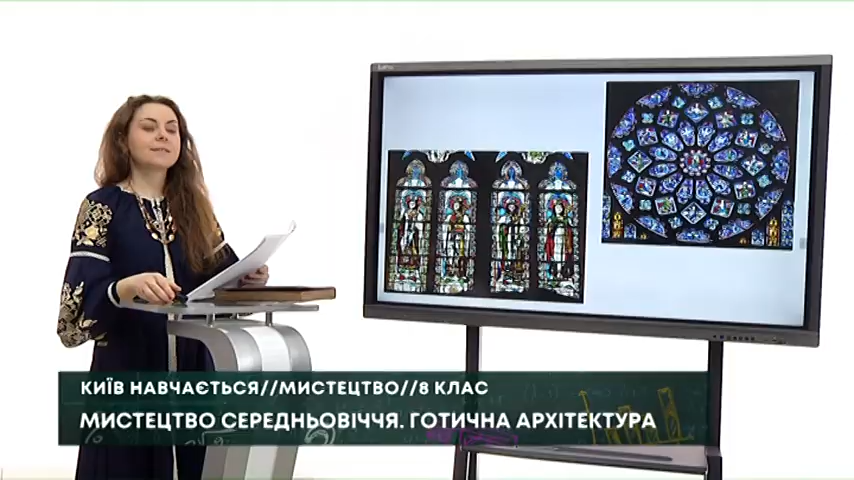 КИЇВ НАВЧАЄТЬСЯ//МИСТЕЦТВО//8 КЛАС
МИСТЕЦТВО СЕРЕДНЬОВІЧЧЯ. ГОТИЧНА АРХІТЕКТУРА